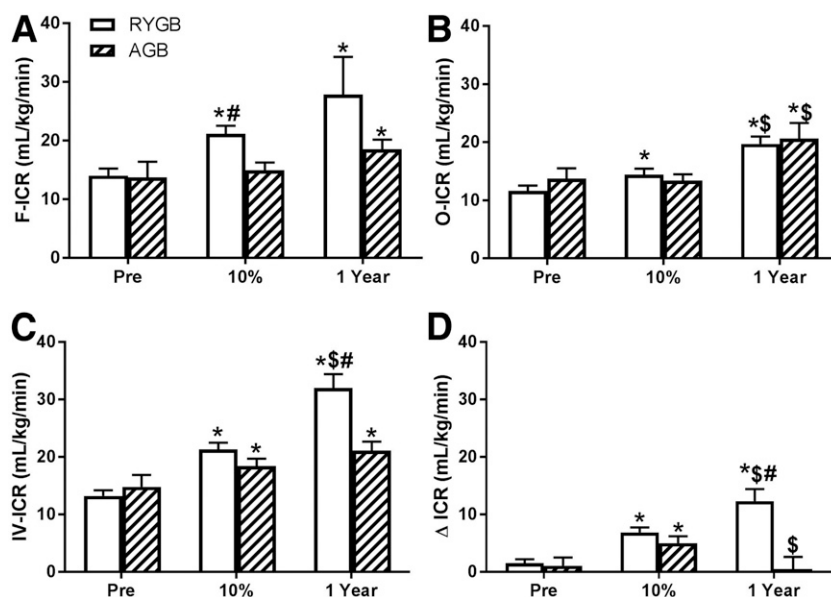 A
F-ICR (mL/kg/min)
RYGB
AGB
40
30
20
10
0
*#
*
*
Pre 10% 1 Year
B
O-ICR (mL/kg/min)
40
30
20
10
0
*
*$ *$
Pre 10% 1 Year
C
IV-ICR (mL/kg/min)
40
30
20
10
0
*$#
* * *
Pre 10% 1 Year
D
Δ ICR (mL/kg/min)
40
30
20
10
0
*$#
* *
$
Pre 10% 1 Year